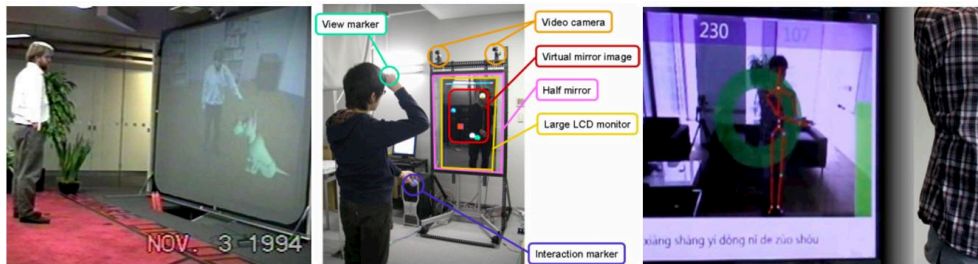 NOV. 3 1994
View marker
Video camera
Virtual mirror image
Half mirror
Large LCD monitor
Interaction marker
230
107
xiàng shàng yí dòng nǐ de zuǒ shǒu